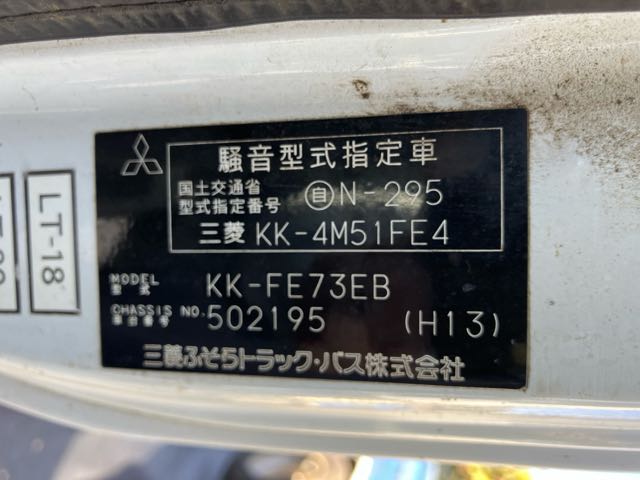 騒音型式指定車
国土交通省
型式指定番号 自N-295
三菱 KK-4M51FE4
MODEL
型式 KK-FE73EB
CHASSIS NO.
車台番号 502195 (H13)
三菱ふそうトラック・バス株式会社
LT-18